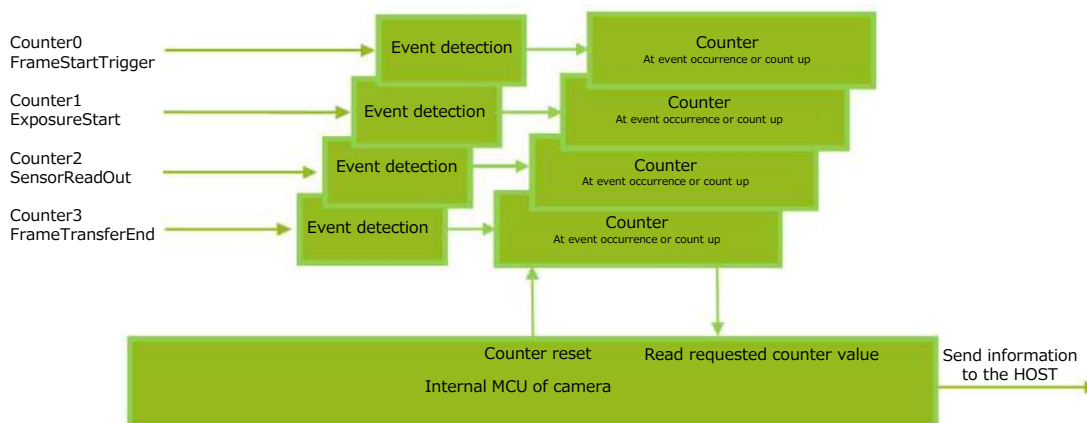 Counter0
FrameStartTrigger
Event detection
Counter
At event occurrence or count up
Counter1
ExposureStart
Event detection
Counter
At event occurrence or count up
Counter2
SensorReadOut
Event detection
Counter
At event occurrence or count up
Counter3
FrameTransferEnd
Event detection
Counter
At event occurrence or count up
Counter reset
Read requested counter value
Internal MCU of camera
Send information
to the HOST